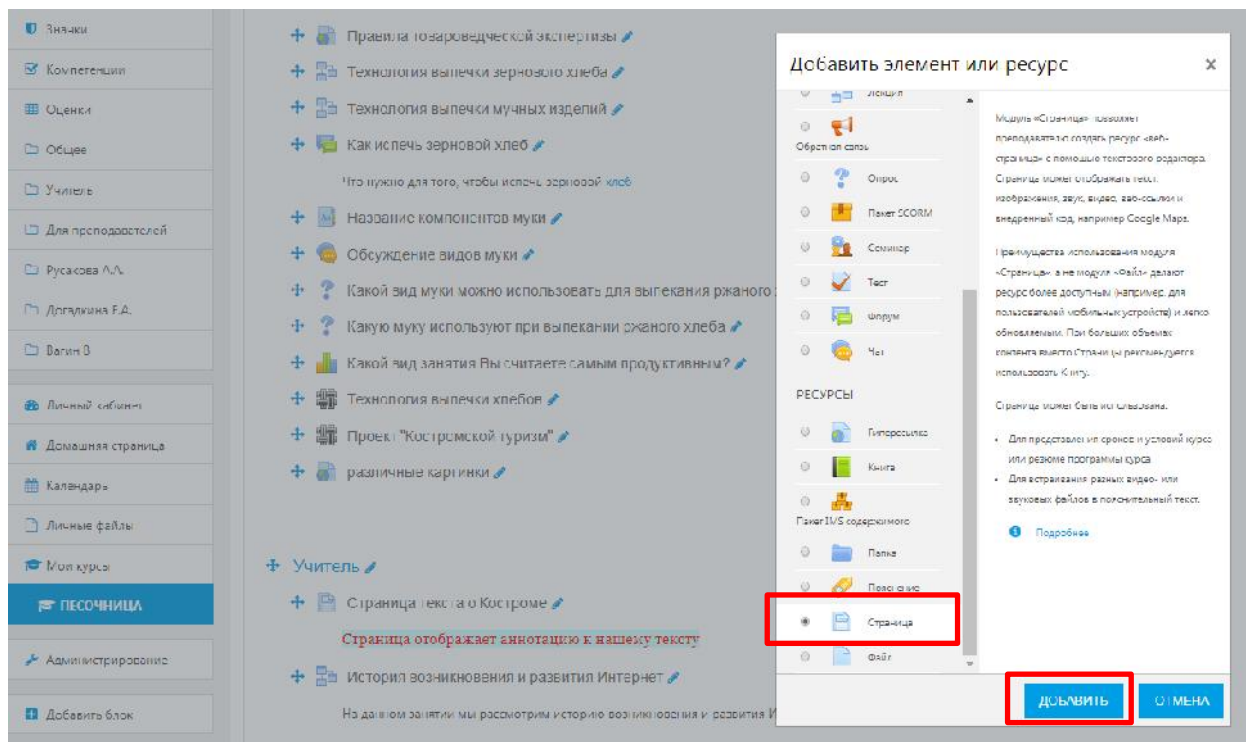 Значки
Компетенции
Оценки
Общее
Учитель
Для преподавателей
Русакова А.А.
Догадкина Е.А.
Вагин В
Личный кабинет
Домашняя страница
Календарь
Личные файлы
Мои курсы
ПЕСОЧНИЦА
Администрирование
Добавить блок
Правила товароведческой экспертизы
Технология выпечки зернового хлеба
Технология выпечки мучных изделий
Как испечь зерновой хлеб
Что нужно для того, чтобы испечь зерновой хлеб
Название компонентов муки
Обсуждение видов муки
Какой вид муки можно использовать для выпекания ржаного
Какую муку используют при выпекании ржаного хлеба
Какой вид занятия Вы считаете самым продуктивным?
Технология выпечки хлебов
Проект "Костромской туризм"
различные картинки
Учитель
Страница текста о Костроме
Страница отображает аннотацию к нашему тексту
История возникновения и развития Интернет
На данном занятии мы рассмотрим историю возникновения и развития И
Добавить элемент или ресурс
×
Лекция
Обратная связь
Опрос
Пакет SCORM
Семинар
Тест
Форум
Чат
РЕСУРСЫ
Гиперссылка
Книга
Пакет IMS содержимого
Папка
Пояснение
Страница
Файл
Модуль «Страница» позволяет
преподавателю создать ресурс «веб-
страница» с помощью текстового редактора.
Страница может отображать текст,
изображения, звук, видео, веб-ссылки и
внедренный код, например Google Maps.
Преимущества использования модуля
«Страница», а не модуля «Файл» делают
ресурс более доступным (например, для
пользователей мобильных устройств) и легко
обновляемым. При больших объемах
контента вместо Страницы рекомендуется
использовать Книгу.
Страница может быть использована:
Для представления сроков и условий курса
или резюме программы курса
Для встраивания разных видео- или
звуковых файлов в пояснительный текст.
Подробнее
ДОБАВИТЬ
ОТМЕНА